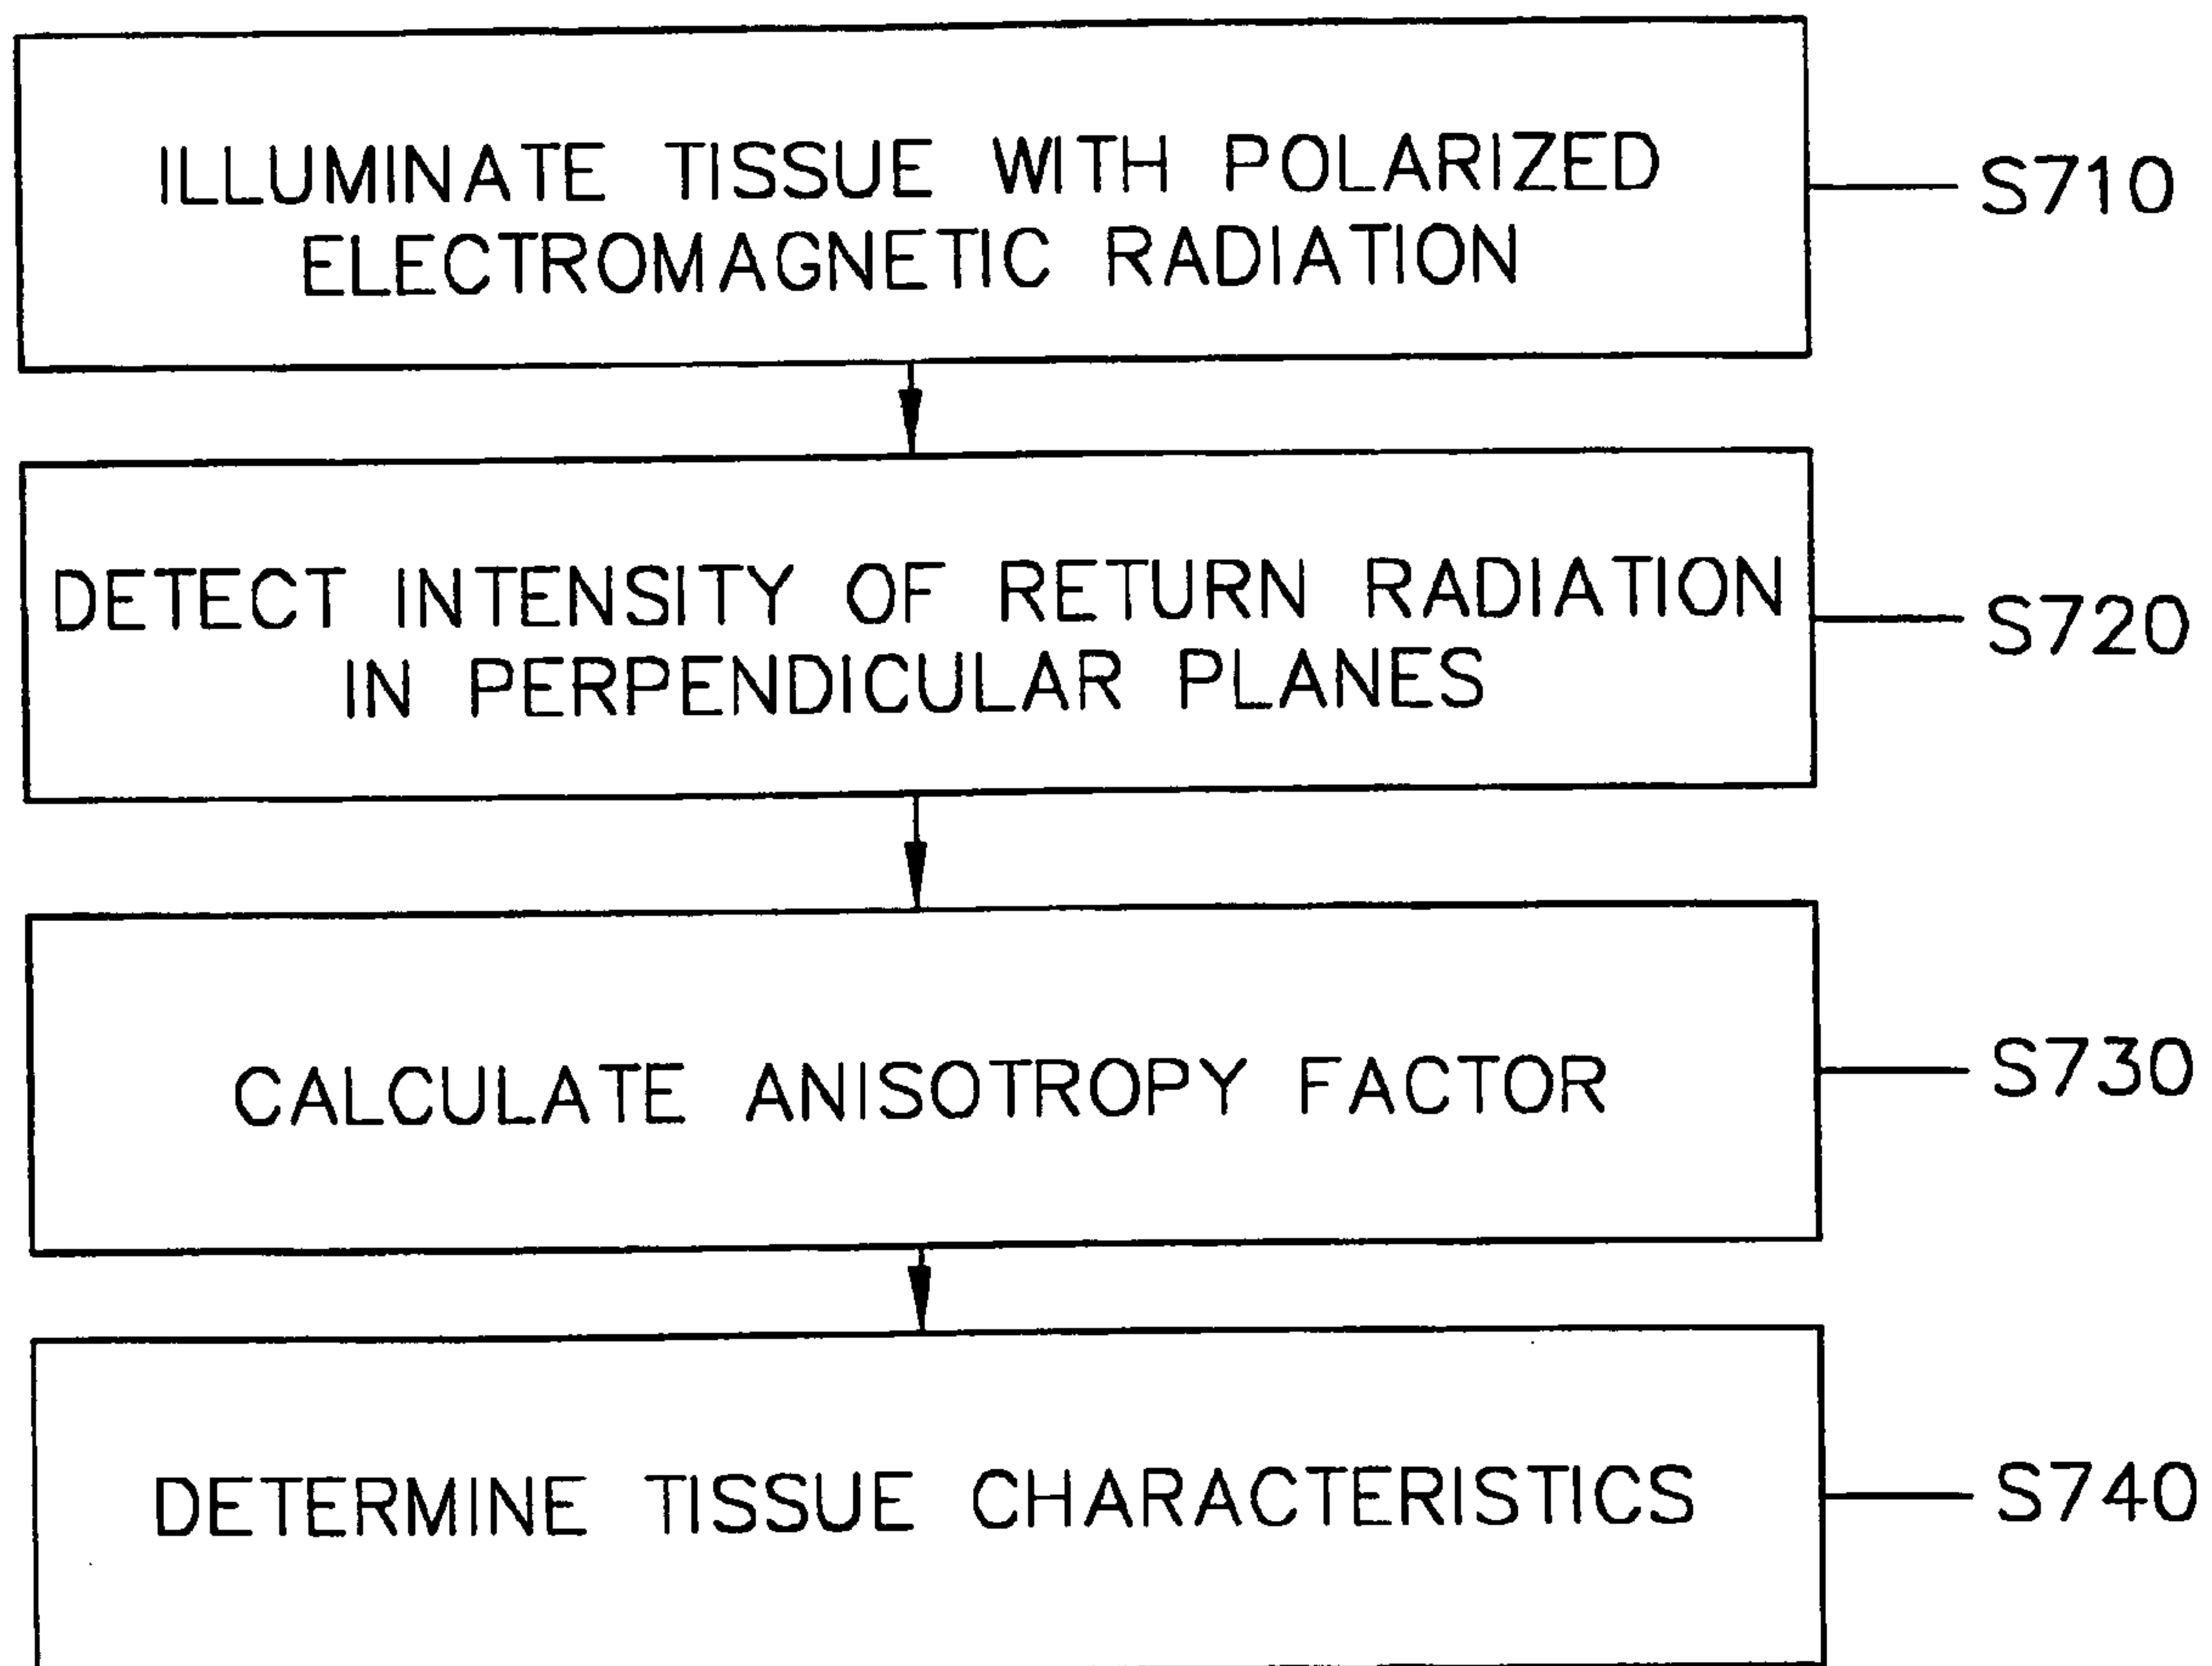 ILLUMINATE TISSUE WITH POLARIZED
ELECTROMAGNETIC RADIATION
S710
DETECT INTENSITY OF RETURN RADIATION
IN PERPENDICULAR PLANES
S720
CALCULATE ANISOTROPY FACTOR
S730
DETERMINE TISSUE CHARACTERISTICS
S740